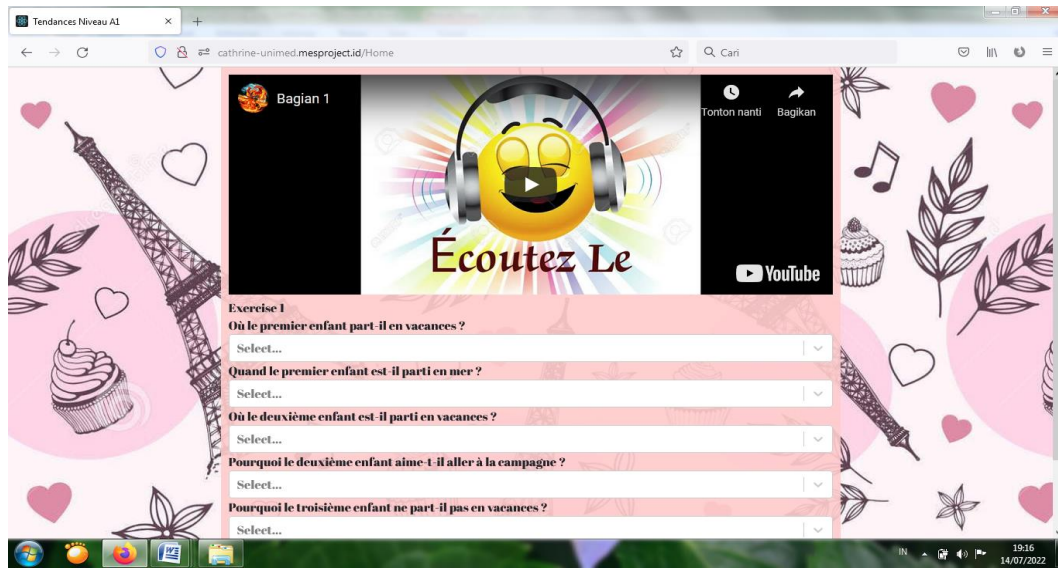 Tendances Niveau A1
cathrine-unimed.mesproject.id/Home
Cari
Bagian 1
Tonton nanti
Bagikan
Écoutez Le
YouTube
Exercise 1
Où le premier enfant part-il en vacances ?
Select...
Quand le premier enfant est-il parti en mer ?
Select...
Où le deuxième enfant est-il parti en vacances ?
Select...
Pourquoi le deuxième enfant aime-t-il aller à la campagne ?
Select...
Pourquoi le troisième enfant ne part-il pas en vacances ?
Select...
IN
19:16
14/07/2022